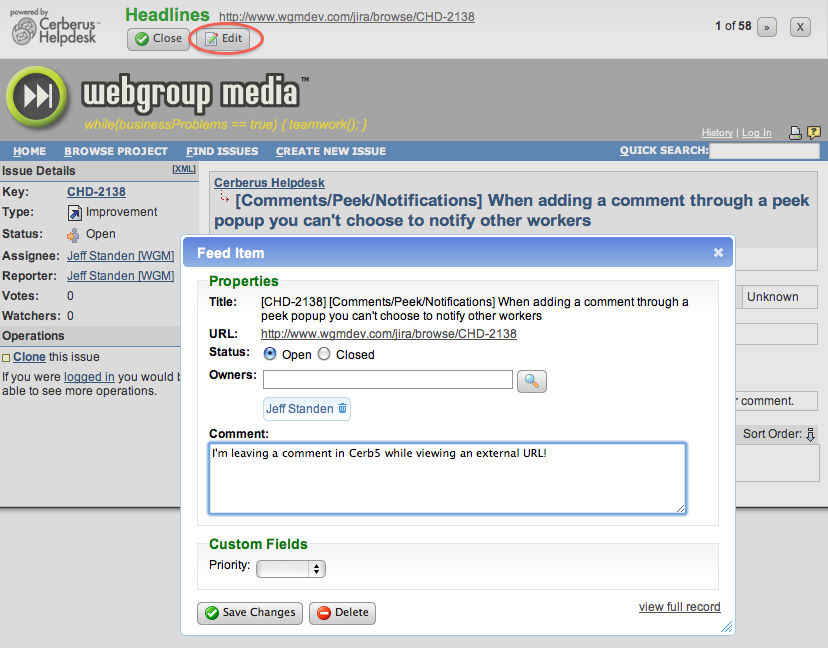 powered by
Cerberus
Helpdesk
Headlines http://www.wgmdev.com/jira/browse/CHD-2138
Close Edit
1 of 58 » X
webgroup media™
while(businessProblems == true) { teamwork(); }
History | Log In
HOME BROWSE PROJECT FIND ISSUES CREATE NEW ISSUE QUICK SEARCH:
Issue Details [XML]
Key: CHD-2138
Type: Improvement
Status: Open
Assignee: Jeff Standen [WGM]
Reporter: Jeff Standen [WGM]
Votes: 0
Watchers: 0
Operations
Clone this issue
If you were logged in you would
able to see more operations.
Cerberus Helpdesk
[Comments/Peek/Notifications] When adding a comment through a peek
popup you can't choose to notify other workers
Unknown
comment.
Sort Order:
Feed Item
Properties
Title: [CHD-2138] [Comments/Peek/Notifications] When adding a comment through a
peek popup you can't choose to notify other workers
URL: http://www.wgmdev.com/jira/browse/CHD-2138
Status: Open Closed
Owners:
Jeff Standen
Comment:
I'm leaving a comment in Cerb5 while viewing an external URL!
Custom Fields
Priority:
Save Changes Delete
view full record